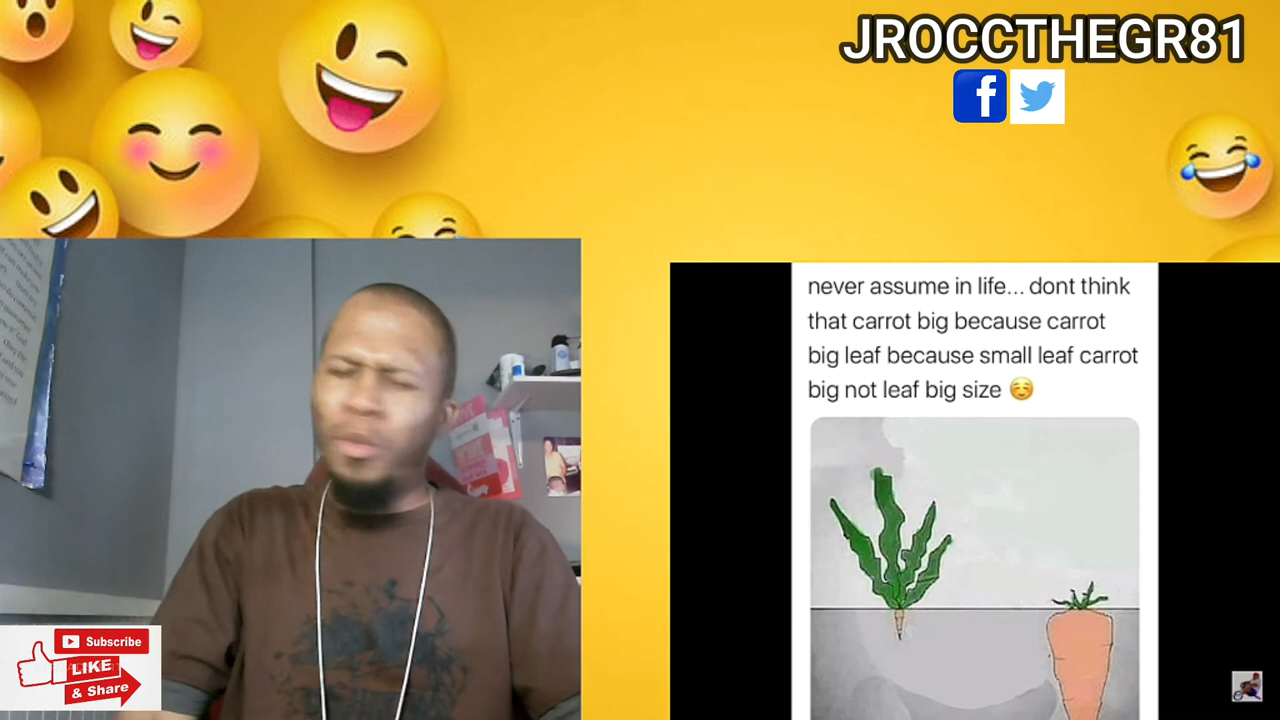 JROCCTHEGR81
f
never assume in life... dont think
that carrot big because carrot
big leaf because small leaf carrot
big not leaf big size ☺️
Subscribe
LIKE
& Share